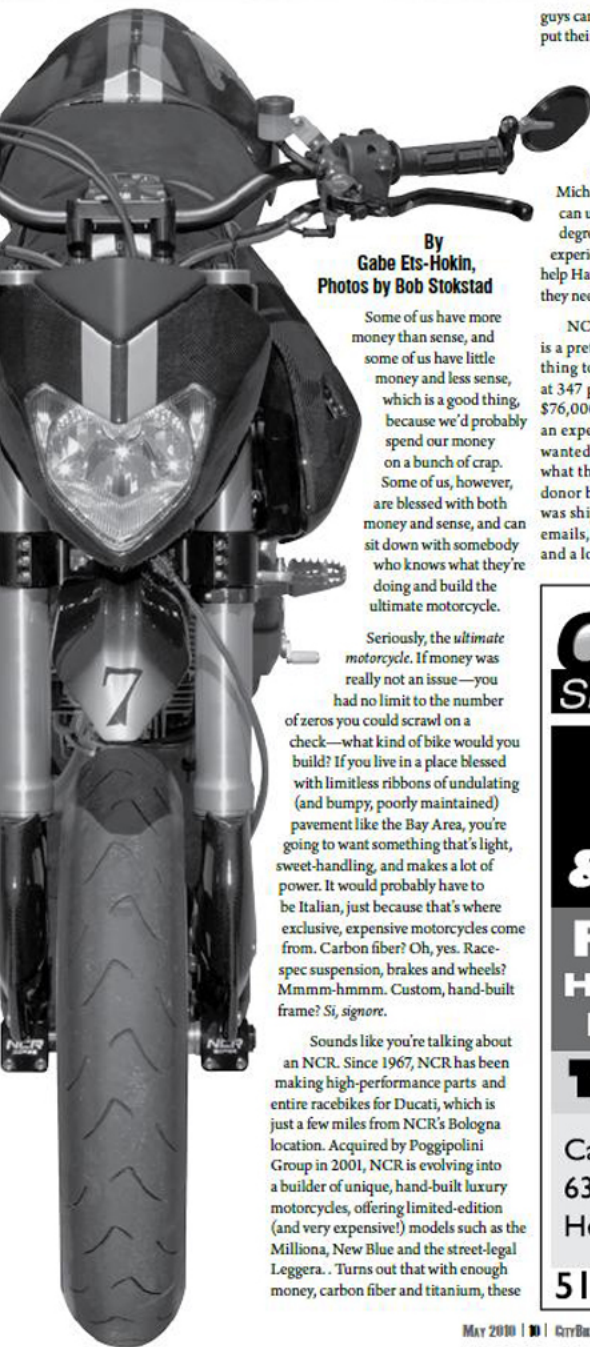 By
Gabe Ets-Hokin,
Photos by Bob Stokstad
Some of us have more
money than sense, and
some of us have little
money and less sense,
which is a good thing,
because we'd probably
spend our money
on a bunch of crap.
Some of us, however,
are blessed with both
money and sense, and can
sit down with somebody
who knows what they're
doing and build the
ultimate motorcycle.
Seriously, the ultimate
motorcycle. If money was
really not an issue—you
had no limit to the number
of zeros you could scrawl on a
check—what kind of bike would you
build? If you live in a place blessed
with limitless ribbons of undulating
(and bumpy, poorly maintained)
pavement like the Bay Area, you're
going to want something that's light,
sweet-handling, and makes a lot of
power. It would probably have to
be Italian, just because that's where
exclusive, expensive motorcycles come
from. Carbon fiber? Oh, yes. Race-
spec suspension, brakes and wheels?
Mmmm-hmmm. Custom, hand-built
frame? Si, signore.
Sounds like you're talking about
an NCR. Since 1967, NCR has been
making high-performance parts and
entire racebikes for Ducati, which is
just a few miles from NCR's Bologna
location. Acquired by Poggipolini
Group in 2001, NCR is evolving into
a builder of unique, hand-built luxury
motorcycles, offering limited-edition
(and very expensive!) models such as the
Milliona, New Blue and the street-legal
Leggera. . Turns out that with enough
money, carbon fiber and titanium, these
7
NCR
NCR
guys
put
Mich
can
help
they
NC
is a
thing to
at 347
$76,000
an
wanted
what
donor
was
emails,
and a
&
51
May 2010 | 10 |